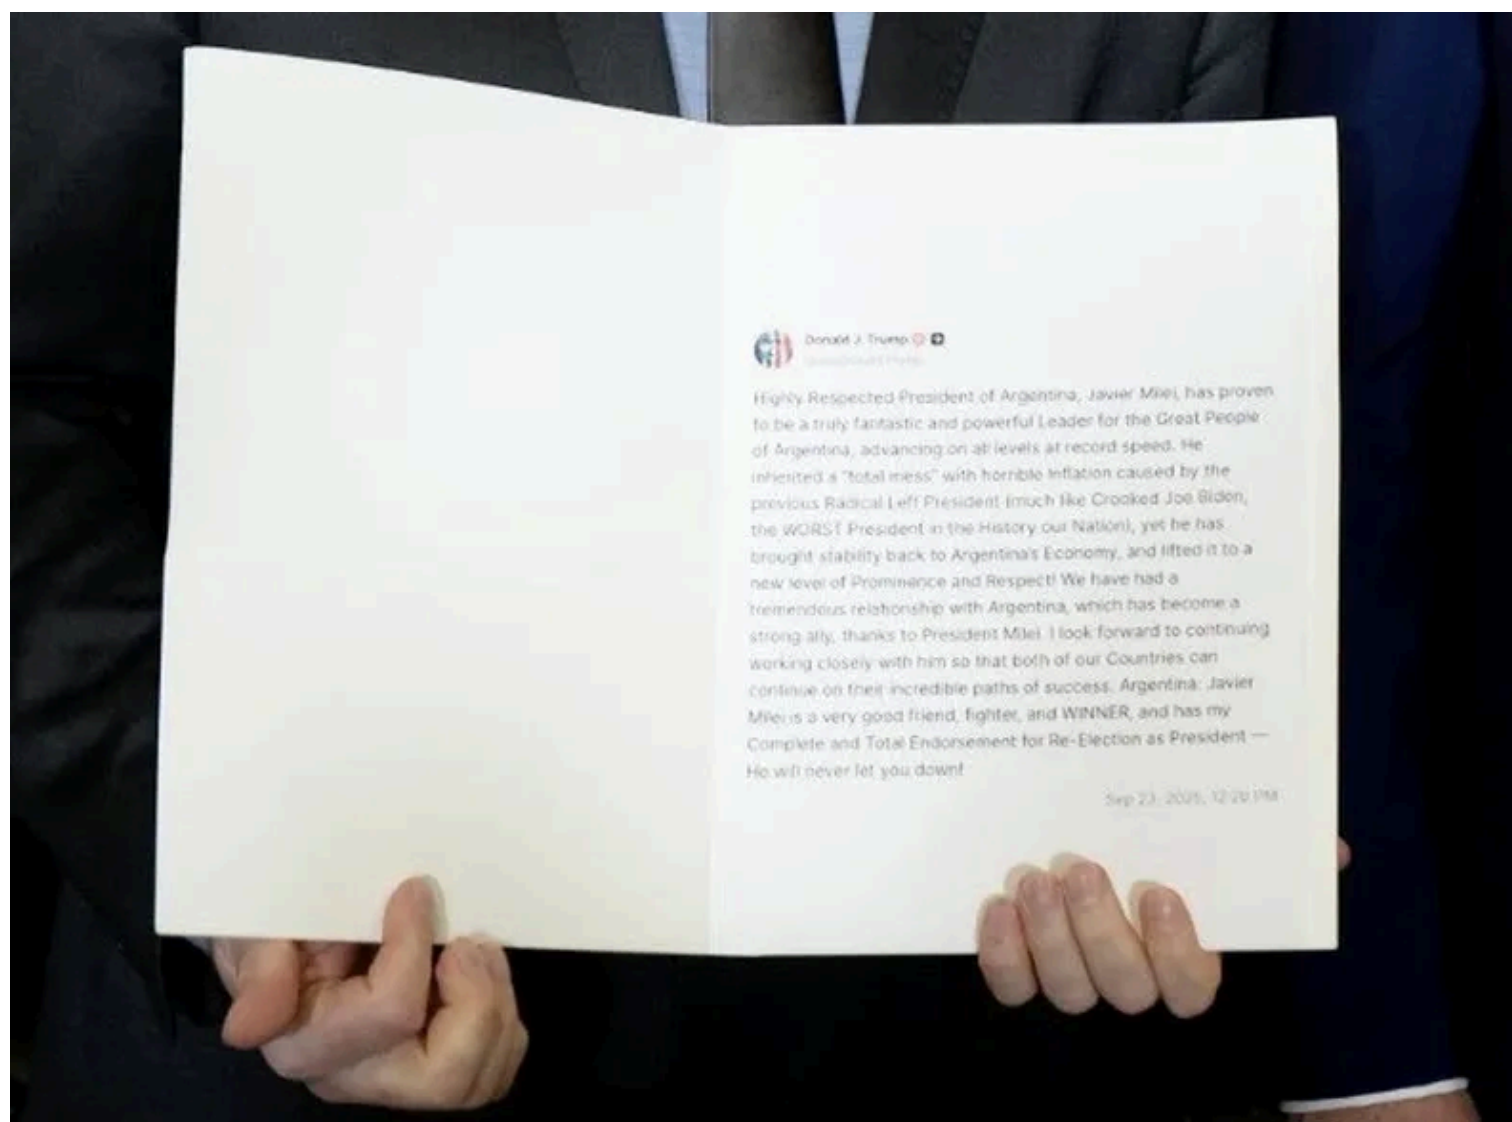 Donald J. Trump
Highly Respected President of Argentina, Javier Milei, has proven
to be a truly fantastic and powerful Leader for the Great People
of Argentina, advancing on all levels at record speed. He
inherited a "total mess" with horrible Inflation caused by the
previous Radical Left President (much like Crooked Joe Biden,
the WORST President in the History our Nation), yet he has
brought stability back to Argentina's Economy, and lifted it to a
new level of Prominence and Respect! We have had a
tremendous relationship with Argentina, which has become a
strong ally, thanks to President Milei. I look forward to continuing
working closely with him so that both of our Countries can
continue on their incredible paths of success. Argentina: Javier
Milei is a very good friend, fighter, and WINNER, and has my
Complete and Total Endorsement for Re-Election as President —
He will never let you down!
Sep 23, 2025, 12:20 PM